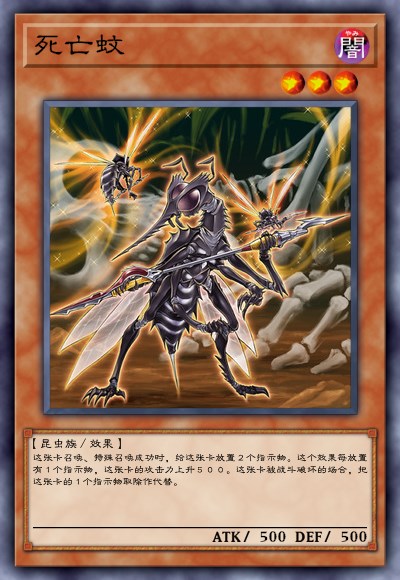 死亡蚊
やみ
闇
【昆虫族／效果】
这张卡召唤、特殊召唤成功时，给这张卡放置2个指示物。这个效果每放置
有1个指示物，这张卡的攻击力上升５００。这张卡被战斗破坏的场合，把
这张卡的１个指示物取除作代替。
ATK/ 500 DEF/ 500